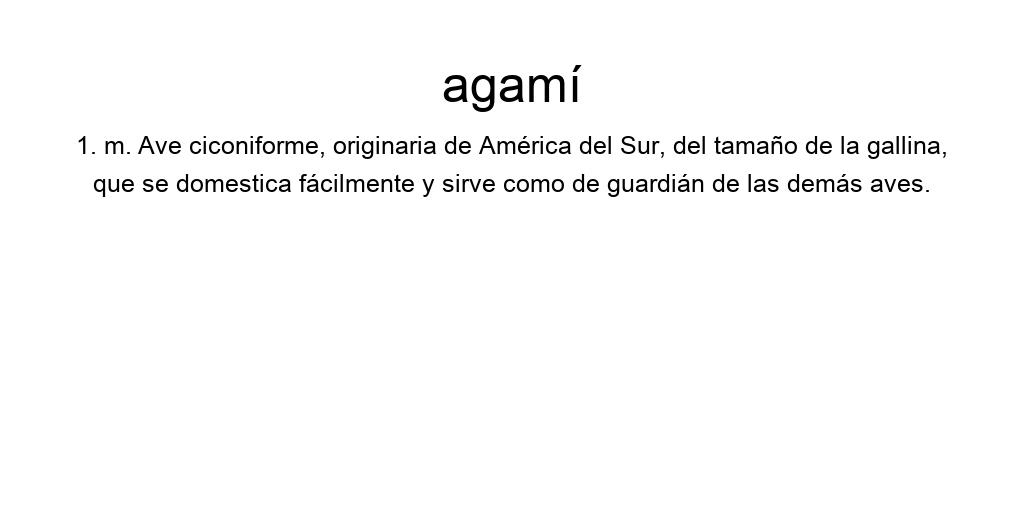 agamí
1. m. Ave ciconiforme, originaria de América del Sur, del tamaño de la gallina,
que se domestica fácilmente y sirve como de guardián de las demás aves.